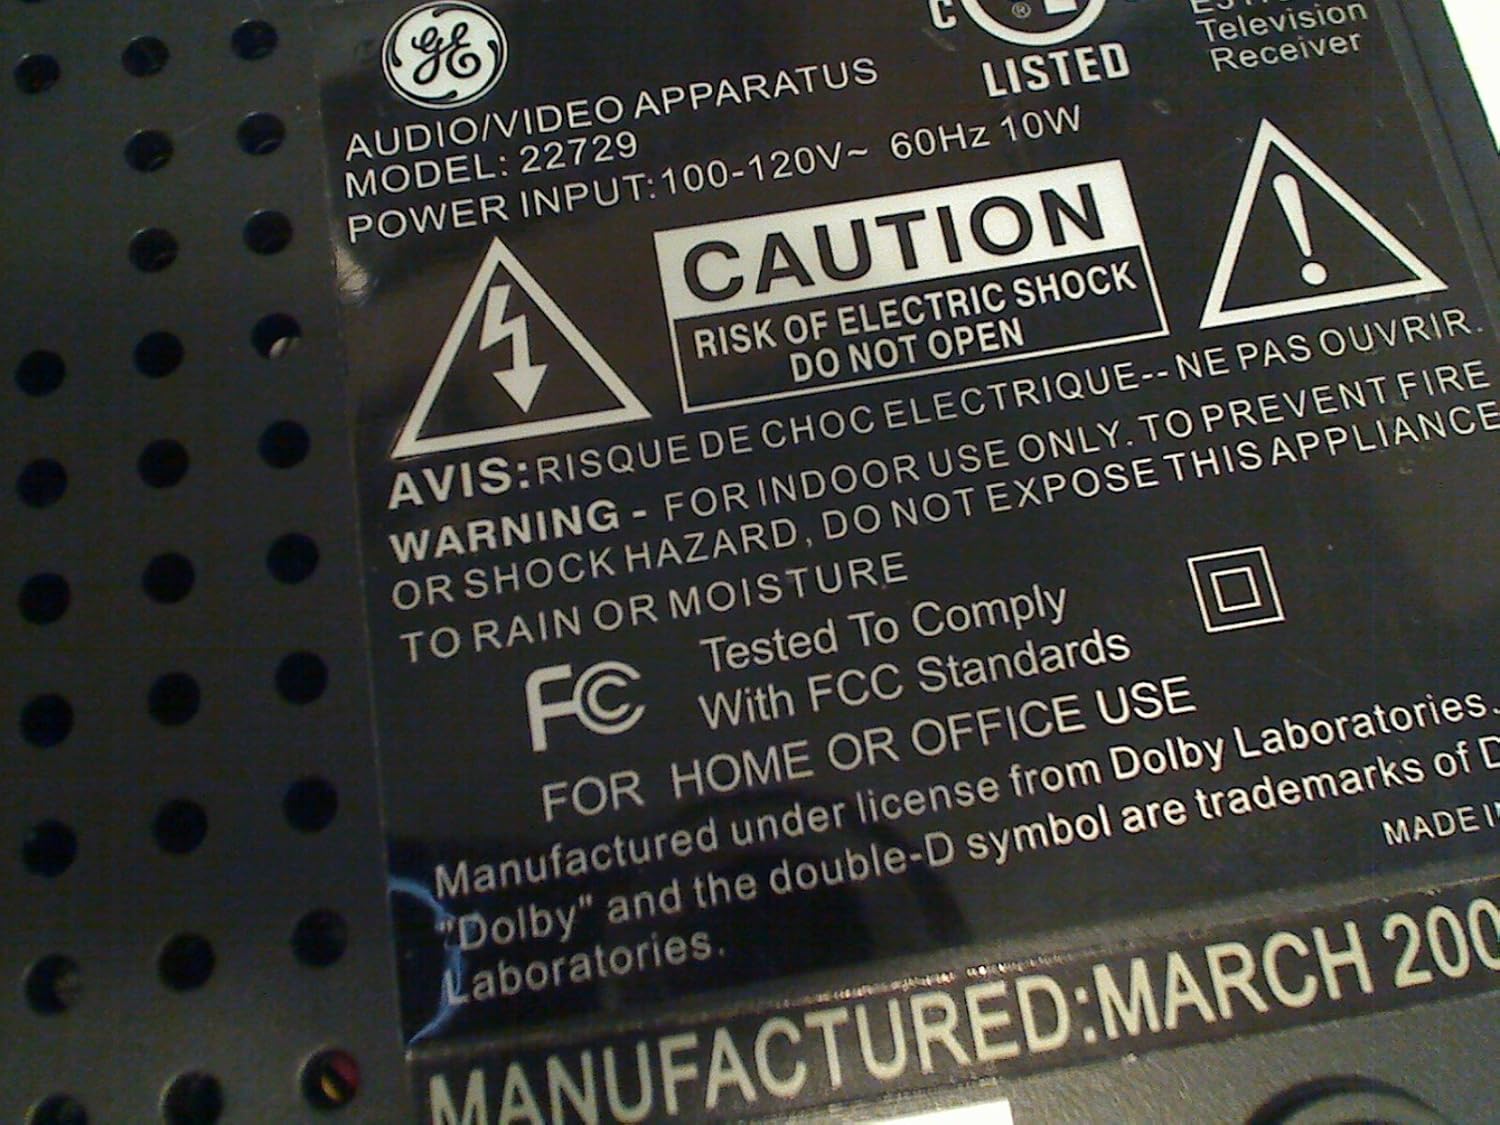 GE
C ® LISTED
Television
Receiver
AUDIO/VIDEO APPARATUS
MODEL: 22729
POWER INPUT:100-120V~ 60Hz 10W
CAUTION
RISK OF ELECTRIC SHOCK
DO NOT OPEN
AVIS:RISQUE DE CHOC ELECTRIQUE--NE PAS OUVRIR.
WARNING - FOR INDOOR USE ONLY. TO PREVENT FIRE
OR SHOCK HAZARD, DO NOT EXPOSE THIS APPLIANCE
TO RAIN OR MOISTURE
FC Tested To Comply
With FCC Standards
FOR HOME OR OFFICE USE
Manufactured under license from Dolby Laboratories.
"Dolby" and the double-D symbol are trademarks of D
Laboratories.
MADE IN
MANUFACTURED:MARCH 200